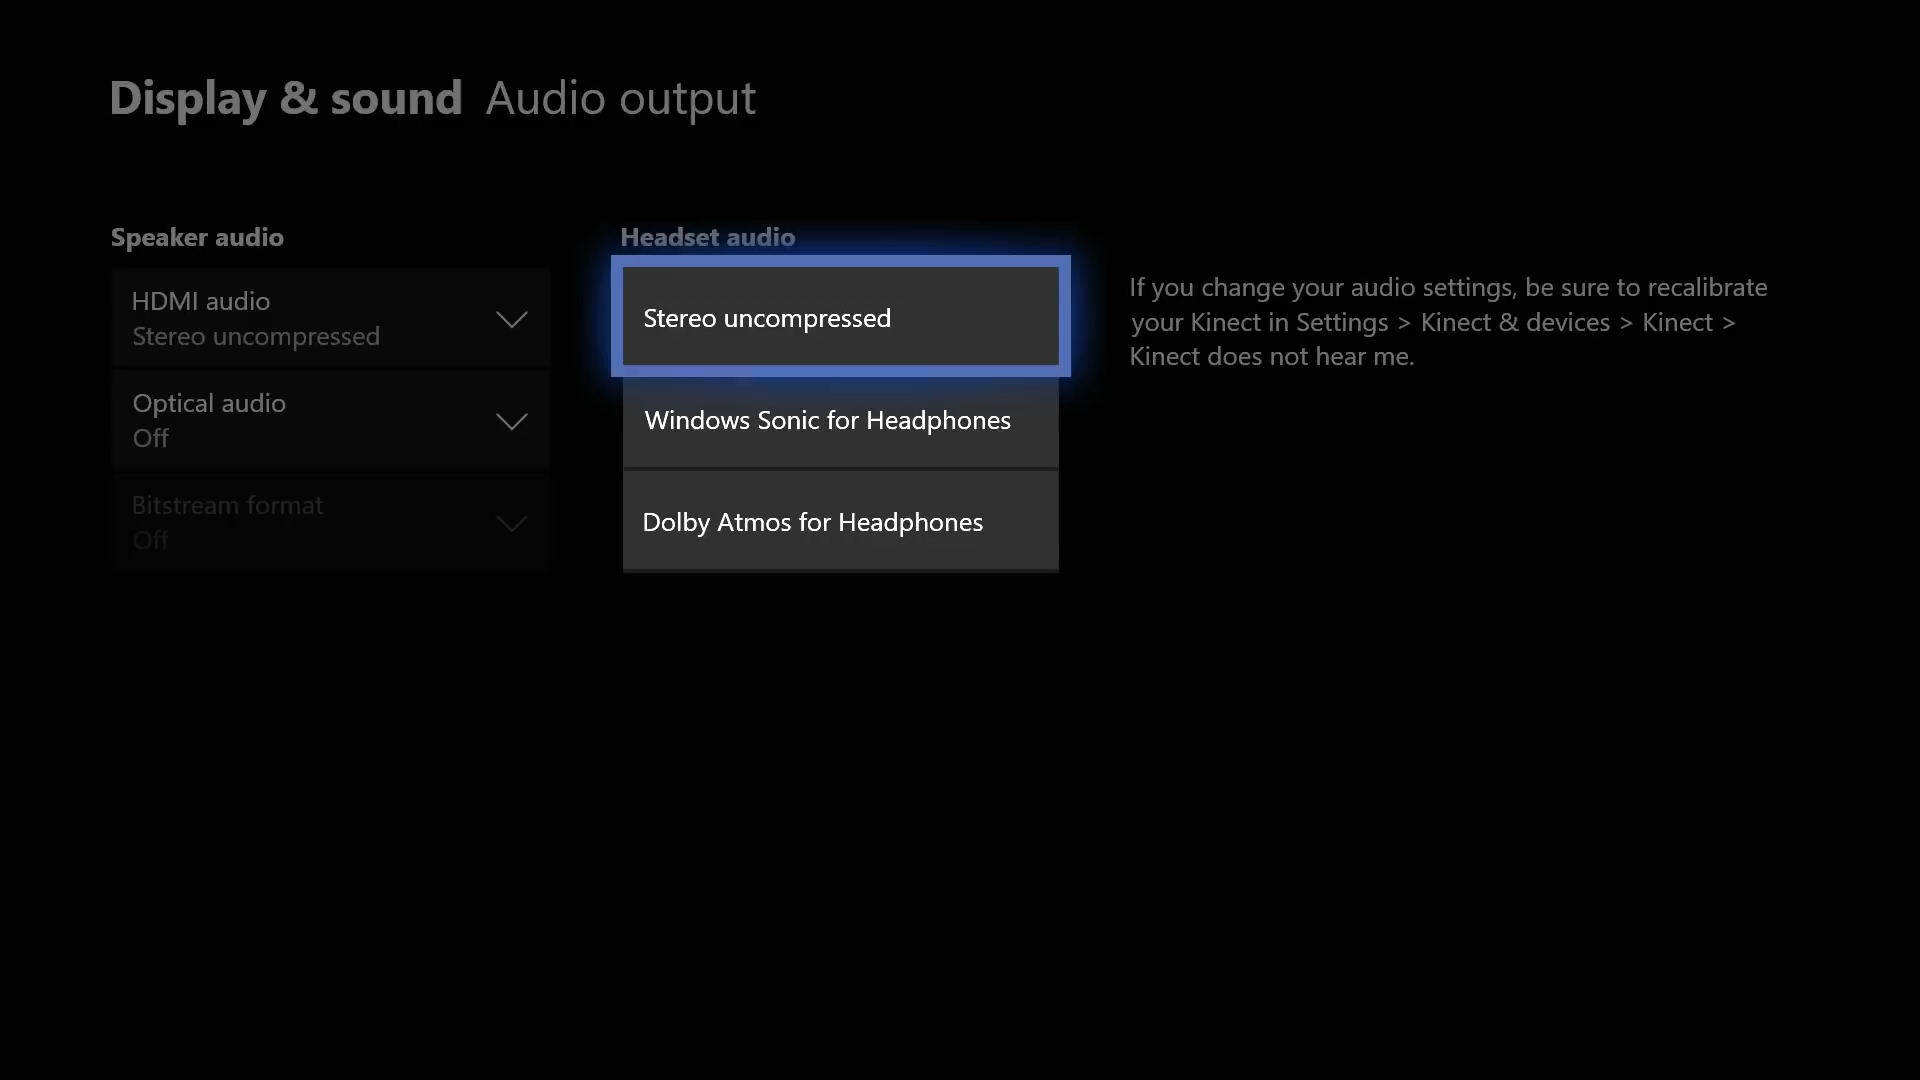 Display & sound Audio output
Speaker audio
HDMI audio
Stereo uncompressed
Optical audio
Off
Bitstream format
Off
Headset audio
Stereo uncompressed
Windows Sonic for Headphones
Dolby Atmos for Headphones
If you change your audio settings, be sure to recalibrate
your Kinect in Settings > Kinect & devices > Kinect >
Kinect does not hear me.